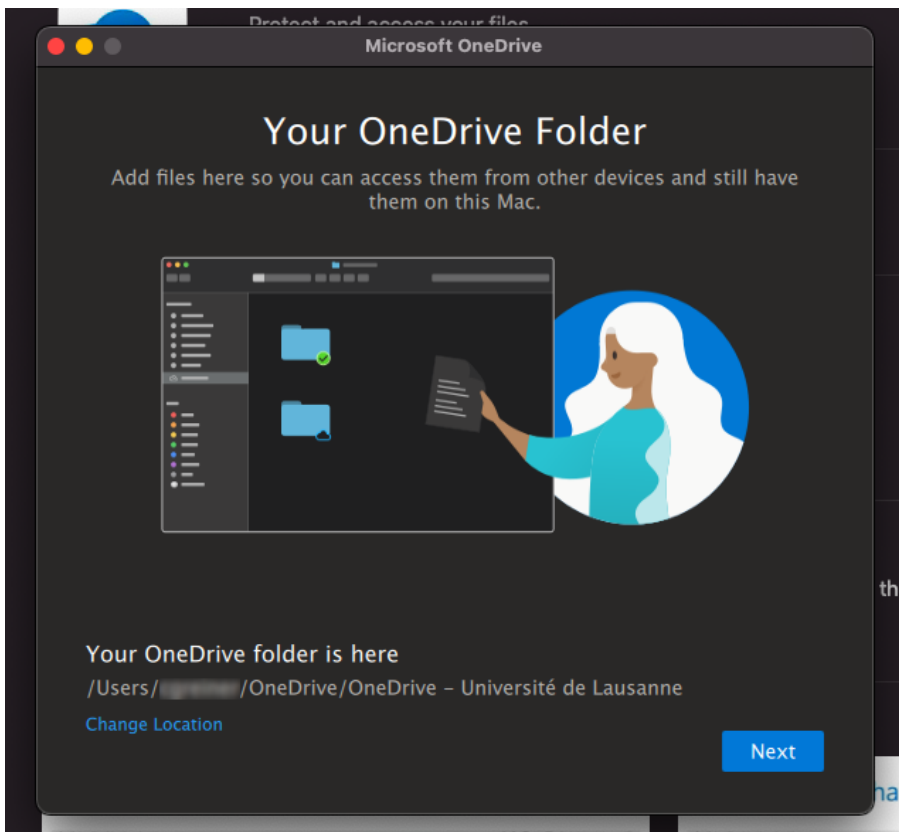 Protect and access your files
Microsoft OneDrive
Your OneDrive Folder
Add files here so you can access them from other devices and still have
them on this Mac.
Your OneDrive folder is here
/Users/ /OneDrive/OneDrive – Université de Lausanne
Change Location
Next